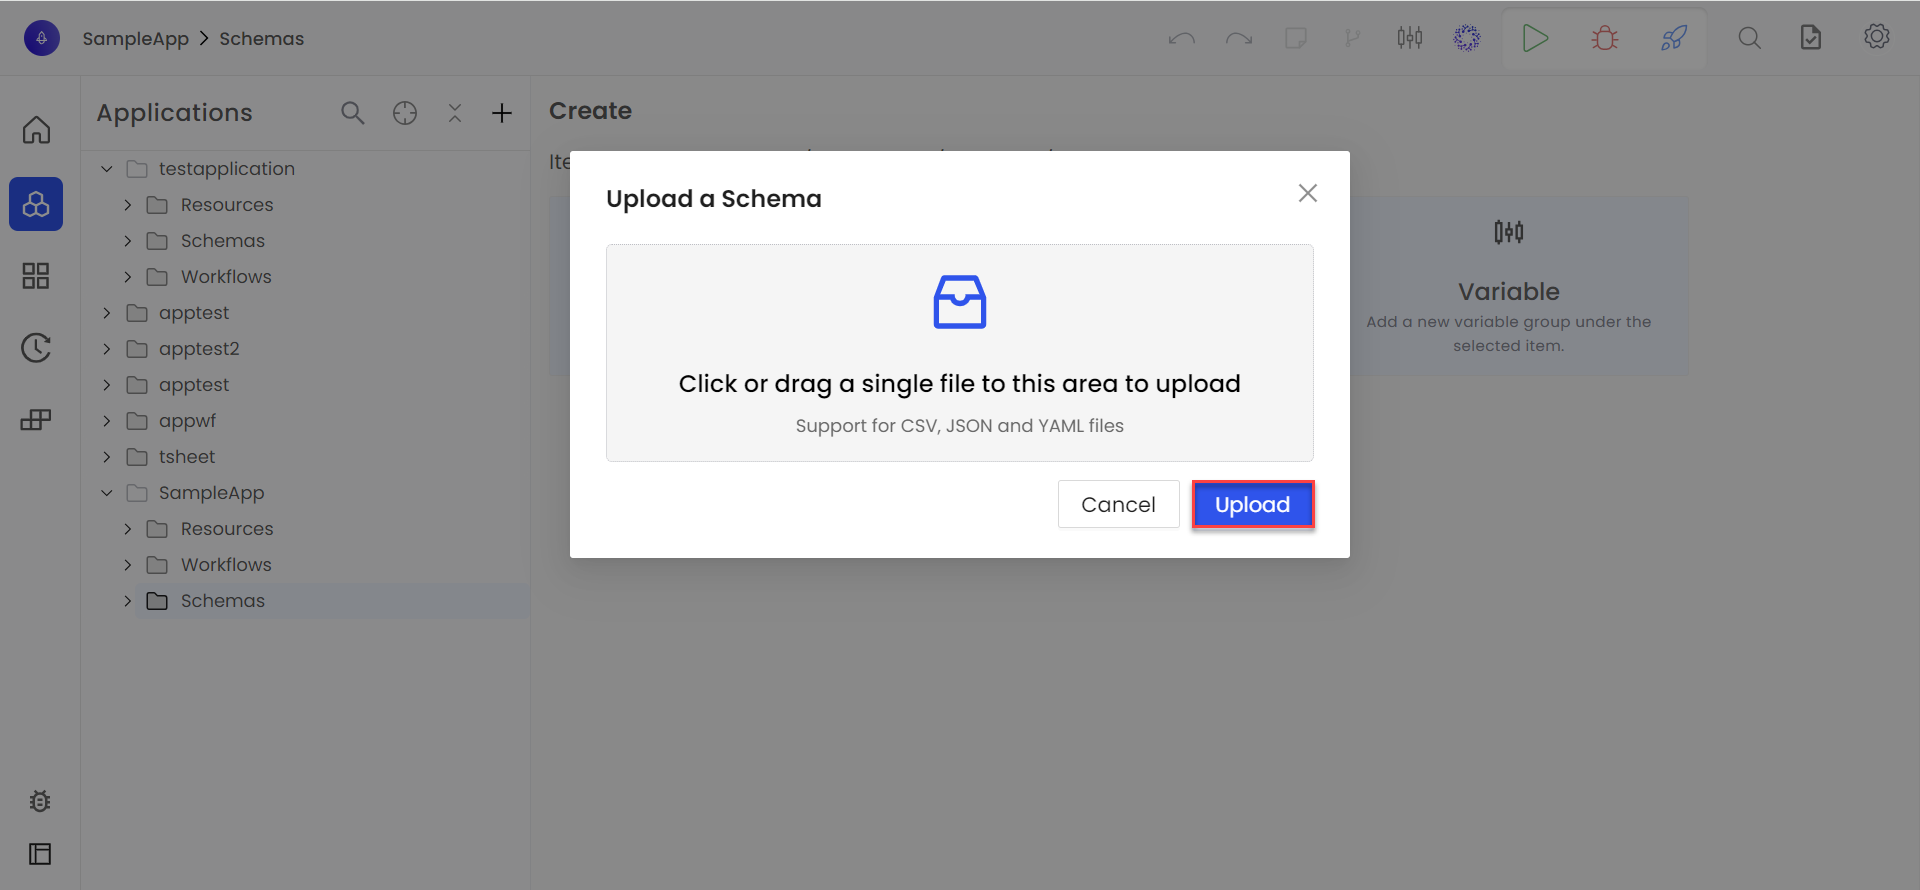 SampleApp > Schemas
Applications
testapplication
Resources
Schemas
Workflows
apptest
apptest2
apptest
appwf
tsheet
SampleApp
Resources
Workflows
Schemas
Create
Upload a Schema
Click or drag a single file to this area to upload
Support for CSV, JSON and YAML files
Cancel
Upload
Variable
Add a new variable group under the
selected item.